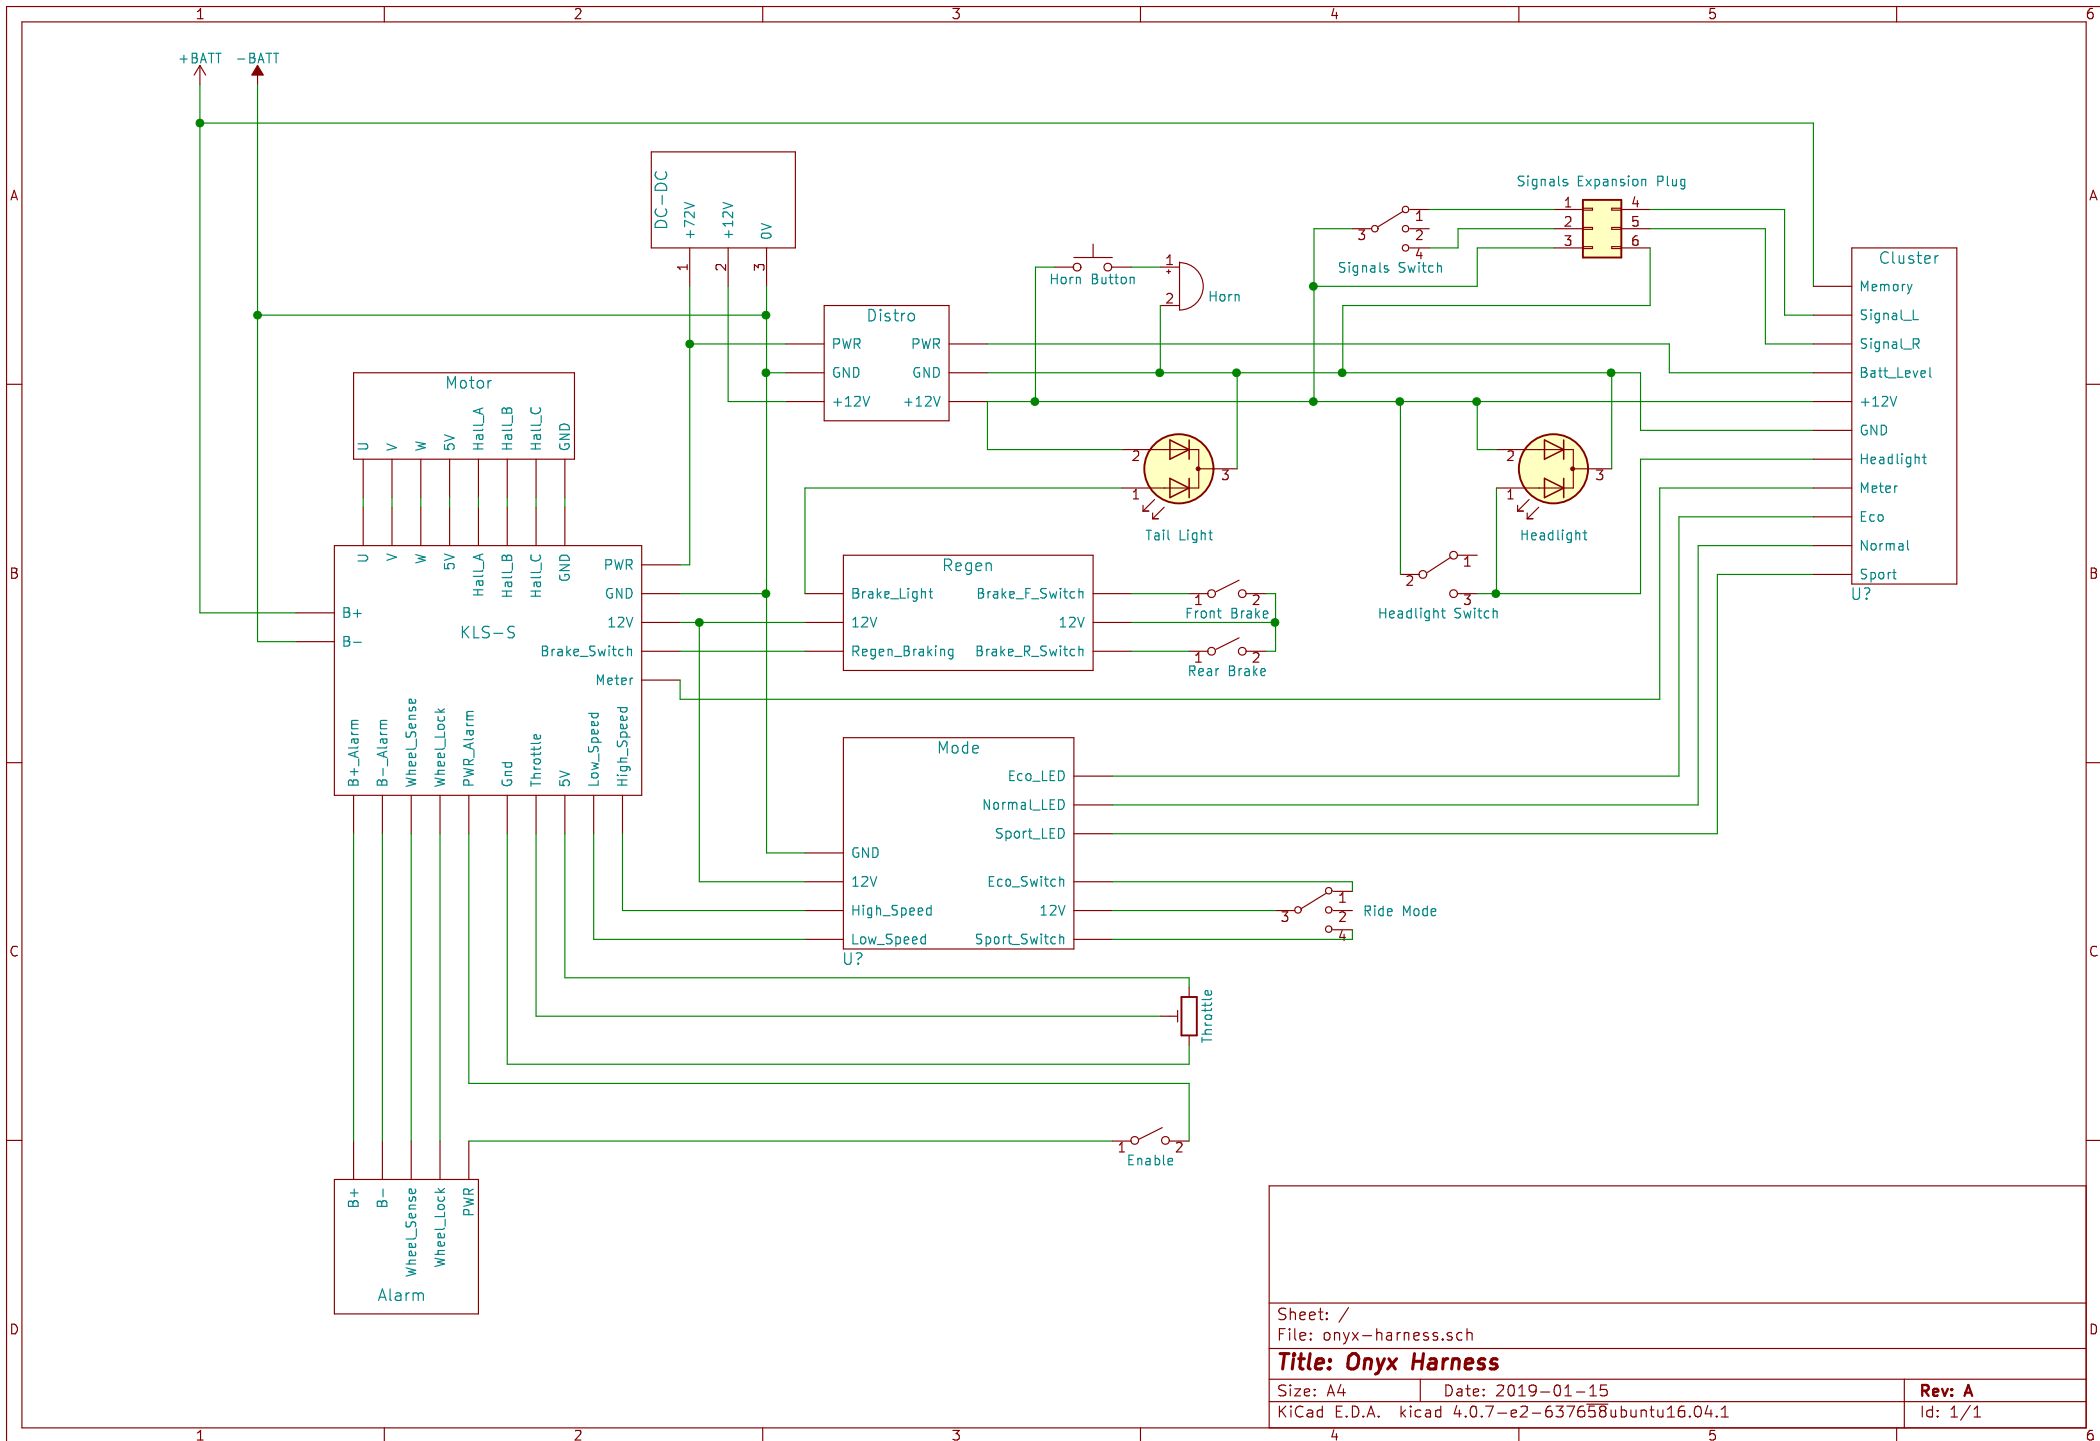 1 2 3 4 5 6
+BATT -BATT
A A
DC-DC
+72V
+12V
0V
1 2 3
Signals Expansion Plug
1 4
2 5
3 6
3 1
2
4
Signals Switch
Horn Button
1
+
2
Horn
Cluster
Memory
Signal_L
Signal_R
Batt_Level
+12V
GND
Headlight
Meter
Eco
Normal
Sport
U?
Distro
PWR PWR
GND GND
+12V +12V
Motor
U V W 5V Hall_A Hall_B Hall_C GND
2
1
3
Tail Light
2
1
3
Headlight
B B
U V W 5V Hall_A Hall_B Hall_C GND
PWR
GND
12V
Brake_Switch
Meter
B+
B-
KLS-S
B+_Alarm
B-_Alarm
Wheel_Sense
Wheel_Lock
PWR_Alarm
Gnd
Throttle
5V
Low_Speed
High_Speed
Regen
Brake_Light Brake_F_Switch
12V 12V
Regen_Braking Brake_R_Switch
1 2
Front Brake
1 2
Rear Brake
2 1
3
Headlight Switch
Mode
Eco_LED
Normal_LED
Sport_LED
GND
12V Eco_Switch
High_Speed 12V
Low_Speed Sport_Switch
U?
3 1
2
4
Ride Mode
C C
Throttle
1 2
Enable
B+
B-
Wheel_Sense
Wheel_Lock
PWR
Alarm
D D
Sheet: /
File: onyx-harness.sch
Title: Onyx Harness
Size: A4 Date: 2019-01-15 Rev: A
KiCad E.D.A. kicad 4.0.7-e2-637658ubuntu16.04.1 Id: 1/1
1 2 3 4 5 6